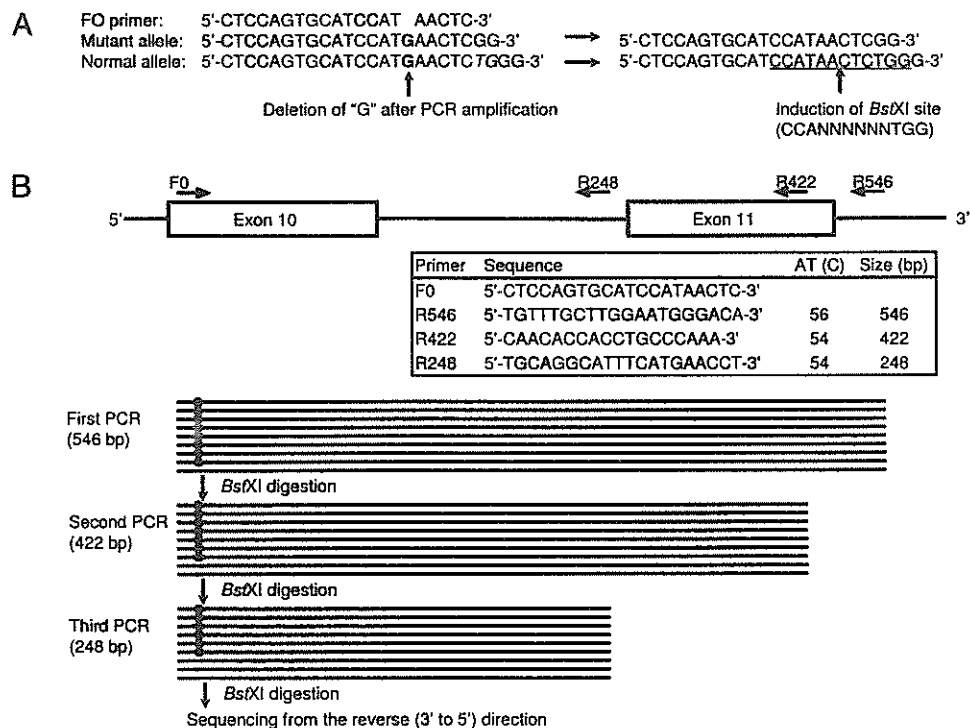 A
FO primer: 5'-CTCCAGTGCATCCAT AACTC-3'
Mutant allele: 5'-CTCCAGTGCATCCATGAACTCGG-3' 5'-CTCCAGTGCATCCATAACTCGG-3'
Normal allele: 5'-CTCCAGTGCATCCATGAACTCTGGG-3' 5'-CTCCAGTGCATCCATAACTCTGGG-3'
Deletion of "G" after PCR amplification
Induction of BstXI site
(CCANNNNNNTGG)
B
F0 R248 R422 R546
5' Exon 10 Exon 11 3'
Primer Sequence AT (C) Size (bp)
F0 5'-CTCCAGTGCATCCATAACTC-3'
R546 5'-TGTTTGCTTGGAATGGGACA-3' 56 546
R422 5'-CAACACCACCTGCCCAAA-3' 54 422
R248 5'-TGCAGGCATTTCATGAACCT-3' 54 248
First PCR
(546 bp)
BstXI digestion
Second PCR
(422 bp)
BstXI digestion
Third PCR
(248 bp)
BstXI digestion
Sequencing from the reverse (3' to 5') direction